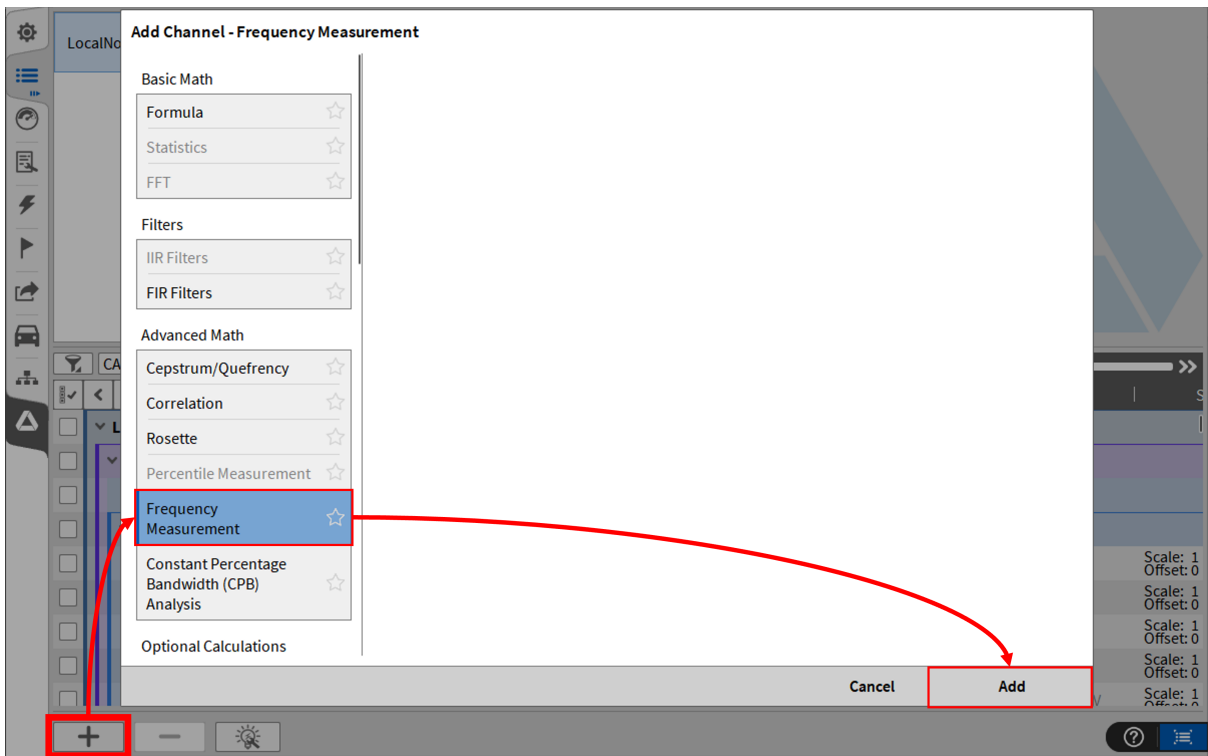 LocalNo
Add Channel - Frequency Measurement
Basic Math
Formula
Statistics
FFT
Filters
IIR Filters
FIR Filters
Advanced Math
Cepstrum/Quefrency
Correlation
Rosette
Percentile Measurement
Frequency
Measurement
Constant Percentage
Bandwidth (CPB)
Analysis
Optional Calculations
Cancel
Add
CA
S
L
Scale: 1
Offset: 0
Scale: 1
Offset: 0
Scale: 1
Offset: 0
Scale: 1
Offset: 0
V
Scale: 1
Offset: 0